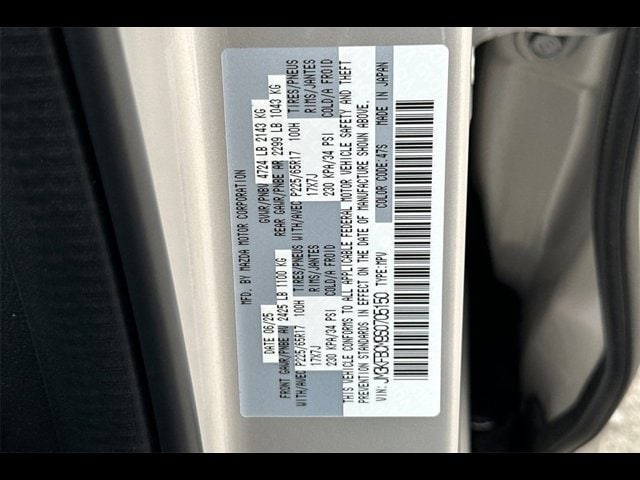 MFD. BY MAZDA MOTOR CORPORATION
DATE 06/25 GVWR/PNBV 4724 LB 2143 KG
FRONT GAWR/PNBE AV 2425 LB 1100 KG REAR GAWR/PNBE AR 2299 LB 1043 KG
WITH/AVEC P225/65R17 100H TIRES/PNEUS WITH/AVEC P225/65R17 100H TIRES/PNEUS
17X7J RIMS/JANTES 17X7J RIMS/JANTES
230 KPA/34 PSI COLD/A FROID 230 KPA/34 PSI COLD/A FROID
THIS VEHICLE CONFORMS TO ALL APPLICABLE FEDERAL MOTOR VEHICLE SAFETY AND THEFT
PREVENTION STANDARDS IN EFFECT ON THE DATE OF MANUFACTURE SHOWN ABOVE.
VIN: JM3KFBCM9S0705150 TYPE:MPV COLOR CODE:47S MADE IN JAPAN